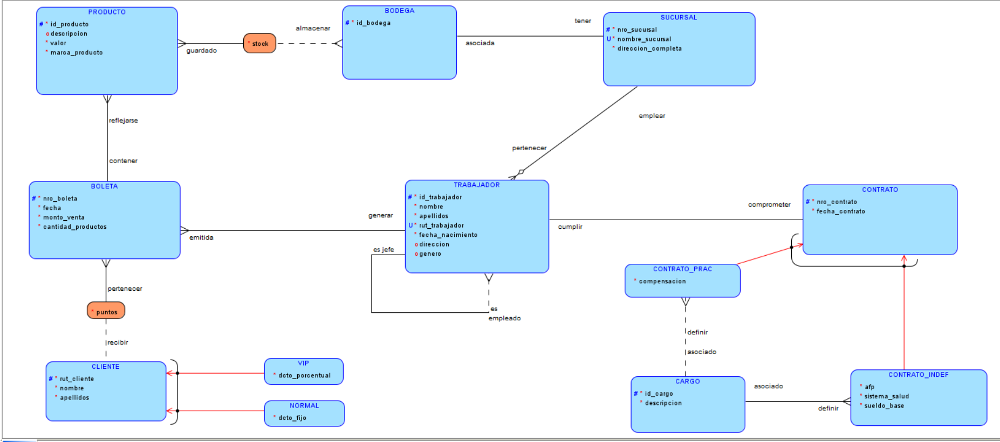 PRODUCTO
# * id_producto
o descripcion
* valor
* marca_producto
guardado
* stock
almacenar
BODEGA
# * id_bodega
asociada
tener
SUCURSAL
# * nro_sucursal
U * nombre_sucursal
* direccion_completa
emplear
pertenecer
reflejarse
contener
BOLETA
# * nro_boleta
* fecha
* monto_venta
* cantidad_productos
emitida
generar
TRABAJADOR
# * id_trabajador
* nombre
* apellidos
U * rut_trabajador
* fecha_nacimiento
o direccion
o genero
es jefe
es
empleado
cumplir
comprometer
CONTRATO
# * nro_contrato
* fecha_contrato
CONTRATO_PRAC
* compensacion
definir
asociado
CARGO
# * id_cargo
* descripcion
asociado
definir
CONTRATO_INDEF
* afp
* sistema_salud
* sueldo_base
pertenecer
* puntos
recibir
CLIENTE
# * rut_cliente
* nombre
* apellidos
VIP
* dcto_porcentual
NORMAL
* dcto_fijo